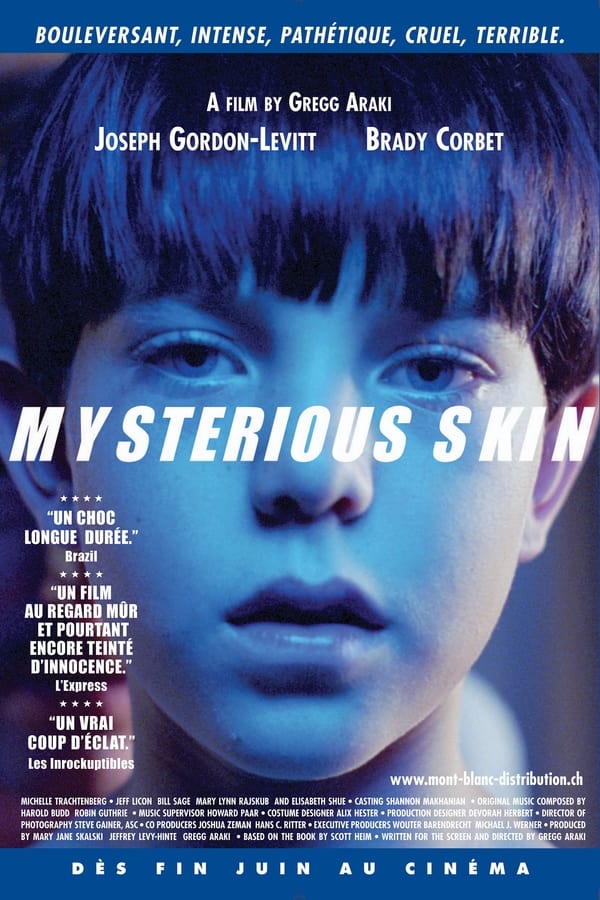 BOULEVERSANT, INTENSE, PATHÉTIQUE, CRUEL, TERRIBLE.
A FILM BY GREGG ARAKI
JOSEPH GORDON-LEVITT BRADY CORBET
MYSTERIOUS SKIN
★★★★
“UN CHOC
LONGUE DURÉE.”
Brazil
★★★★
“UN FILM
AU REGARD MÛR
ET POURTANT
ENCORE TEINTÉ
D’INNOCENCE.”
L’Express
★★★★
“UN VRAI
COUP D’ÉCLAT.”
Les Inrockuptibles
www.mont-blanc-distribution.ch
MICHELLE TRACHTENBERG • JEFF LICON BILL SAGE MARY LYNN RAJSKUB AND ELISABETH SHUE • CASTING SHANNON MAKHANIAN • ORIGINAL MUSIC COMPOSED BY
HAROLD BUDD ROBIN GUTHRIE • MUSIC SUPERVISOR HOWARD PAAR • COSTUME DESIGNER ALIX HESTER • PRODUCTION DESIGNER DEVORAH HERBERT • DIRECTOR OF
PHOTOGRAPHY STEVE GAINER, ASC • CO PRODUCERS JOSHUA ZEMAN HANS C. RITTER • EXECUTIVE PRODUCERS WOUTER BARENDRECHT MICHAEL J. WERNER • PRODUCED
BY MARY JANE SKALSKI JEFFREY LEVY-HINTE GREGG ARAKI • BASED ON THE BOOK BY SCOTT HEIM • WRITTEN FOR THE SCREEN AND DIRECTED BY GREGG ARAKI
DÈS FIN JUIN AU CINÉMA